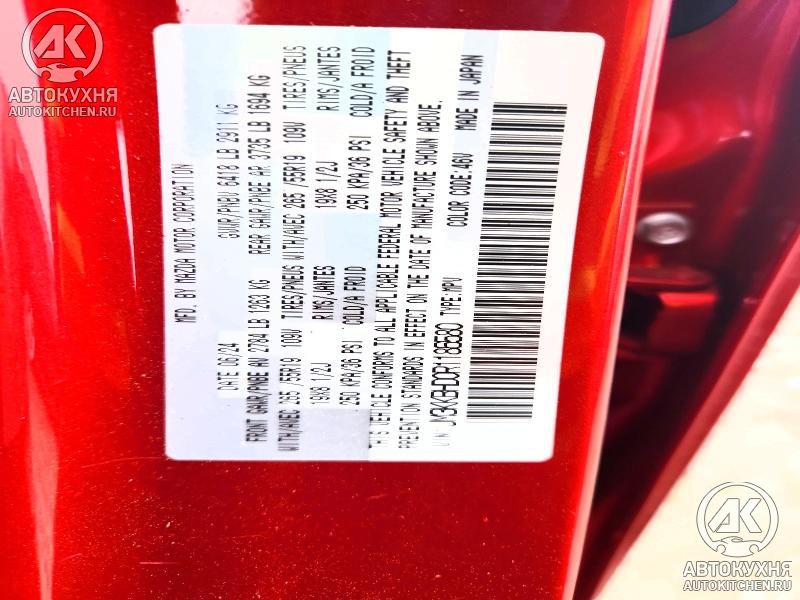 MFD. BY MAZDA MOTOR CORPORATION
DATE 06/24 GVWR/PNBV 6418 LB 2911 KG
FRONT GAWR/PNBE AV 2784 LB 1263 KG REAR GAWR/PNBE AR 3735 LB 1694 KG
WITH/AVEC 265 /55R19 109V TIRES/PNEUS WITH/AVEC 265 /55R19 109V TIRES/PNEUS
19X8 1/2J RIMS/JANTES 19X8 1/2J RIMS/JANTES
250 KPA/36 PSI COLD/A FROID 250 KPA/36 PSI COLD/A FROID
THIS VEHICLE CONFORMS TO ALL APPLICABLE FEDERAL MOTOR VEHICLE SAFETY AND THEFT
PREVENTION STANDARDS IN EFFECT ON THE DATE OF MANUFACTURE SHOWN ABOVE.
V.I.N: JM3KKBHD0R1186580 TYPE:MPV
COLOR CODE:46V MADE IN JAPAN
АК
АВТОКУХНЯ
AUTOKITCHEN.RU
АК
АВТОКУХНЯ
AUTOKITCHEN.RU